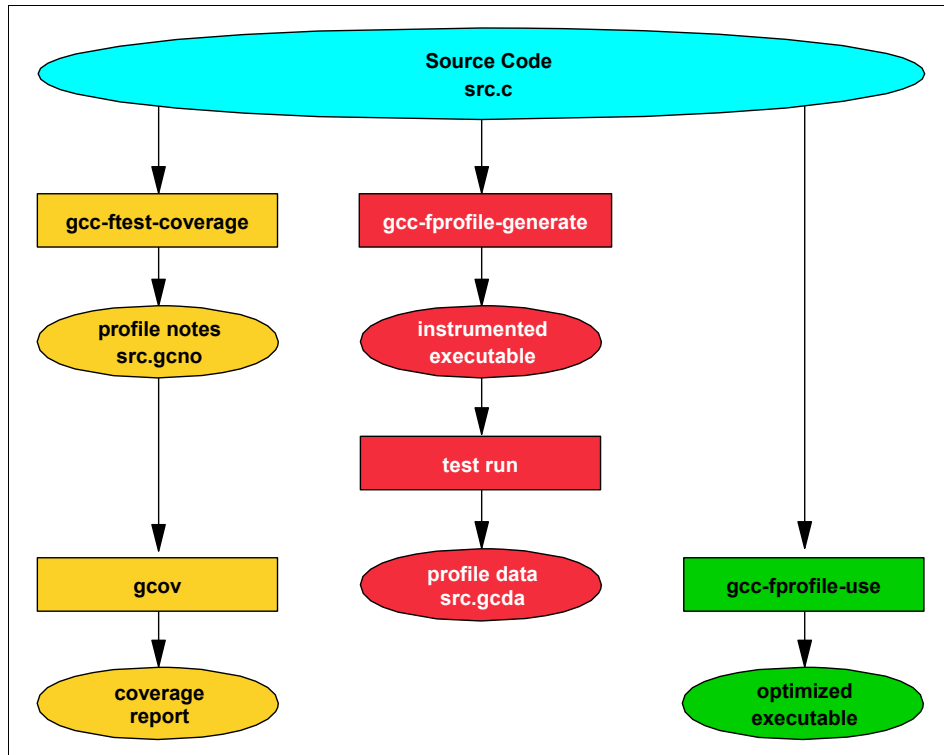 Source Code
src.c
gcc-ftest-coverage
gcc-fprofile-generate
profile notes
src.gcno
instrumented
executable
test run
gcov
profile data
src.gcda
gcc-fprofile-use
coverage
report
optimized
executable